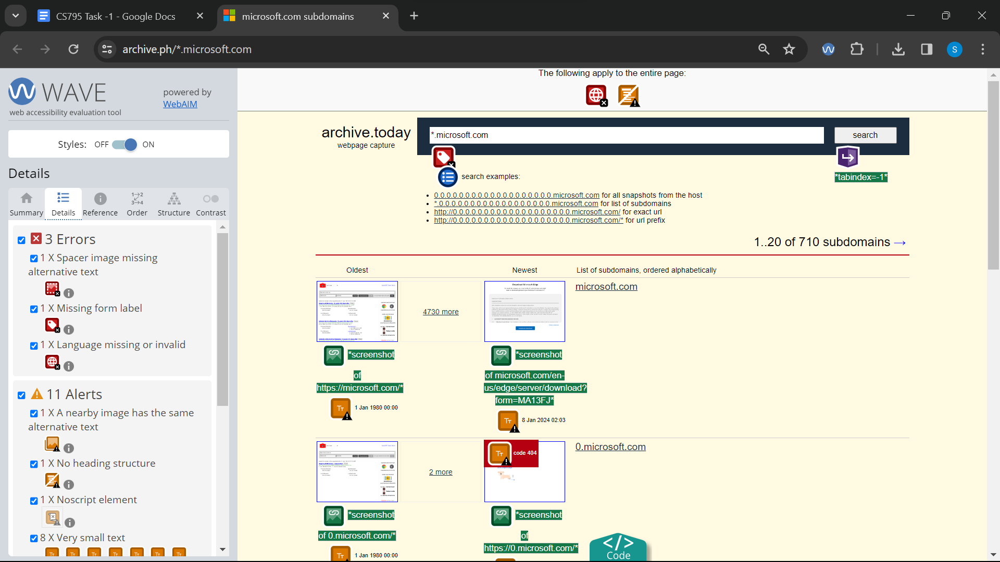 CS795 Task -1 - Google Docs
microsoft.com subdomains
archive.ph/*.microsoft.com
S
WAVE
web accessibility evaluation tool
powered by
WebAIM
Styles: OFF ON
Details
Summary Details Reference Order Structure Contrast
3 Errors
1 X Spacer image missing
alternative text
1 X Missing form label
1 X Language missing or invalid
11 Alerts
1 X A nearby image has the same
alternative text
1 X No heading structure
1 X Noscript element
8 X Very small text
The following apply to the entire page:
archive.today
webpage capture
*.microsoft.com
search
*tabindex=-1*
search examples:
0.0.0.0.0.0.0.0.0.0.0.0.0.0.0.0.0.0.0.microsoft.com for all snapshots from the host
*.0.0.0.0.0.0.0.0.0.0.0.0.0.0.0.0.0.0.microsoft.com for list of subdomains
http://0.0.0.0.0.0.0.0.0.0.0.0.0.0.0.0.0.0.0.microsoft.com/ for exact url
http://0.0.0.0.0.0.0.0.0.0.0.0.0.0.0.0.0.0.0.microsoft.com/* for url prefix
1..20 of 710 subdomains →
Oldest Newest List of subdomains, ordered alphabetically
Download Microsoft Edge
4730 more
microsoft.com
*screenshot
of
https://microsoft.com/*
1 Jan 1980 00:00
*screenshot
of microsoft.com/en-
us/edge/server/download?
form=MA13FJ*
8 Jan 2024 02:03
2 more
code 404
0.microsoft.com
*screenshot
of 0.microsoft.com/*
1 Jan 1980 00:00
*screenshot
of
https://0.microsoft.com/*
</>
Code